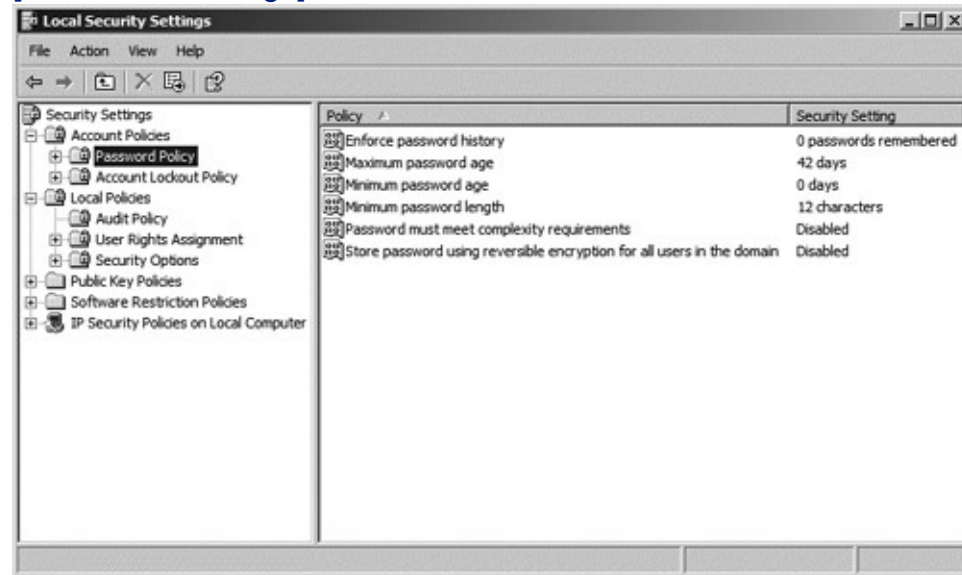 Local Security Settings
File Action View Help
Security Settings
Account Policies
Password Policy
Account Lockout Policy
Local Policies
Audit Policy
User Rights Assignment
Security Options
Public Key Policies
Software Restriction Policies
IP Security Policies on Local Computer
Policy Security Setting
Enforce password history 0 passwords remembered
Maximum password age 42 days
Minimum password age 0 days
Minimum password length 12 characters
Password must meet complexity requirements Disabled
Store password using reversible encryption for all users in the domain Disabled